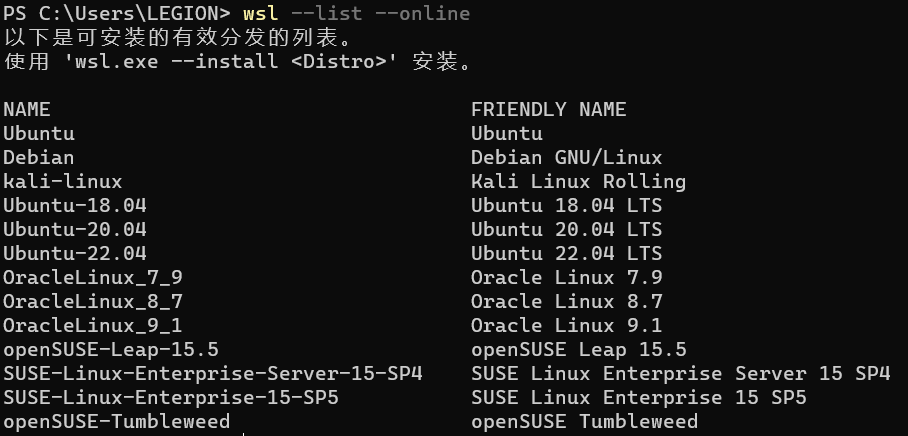 PS C:\Users\LEGION> wsl --list --online
以下是可安装的有效分发的列表。
使用 'wsl.exe --install <Distro>' 安装。
NAME FRIENDLY NAME
Ubuntu Ubuntu
Debian Debian GNU/Linux
kali-linux Kali Linux Rolling
Ubuntu-18.04 Ubuntu 18.04 LTS
Ubuntu-20.04 Ubuntu 20.04 LTS
Ubuntu-22.04 Ubuntu 22.04 LTS
OracleLinux_7_9 Oracle Linux 7.9
OracleLinux_8_7 Oracle Linux 8.7
OracleLinux_9_1 Oracle Linux 9.1
openSUSE-Leap-15.5 openSUSE Leap 15.5
SUSE-Linux-Enterprise-Server-15-SP4 SUSE Linux Enterprise Server 15 SP4
SUSE-Linux-Enterprise-15-SP5 SUSE Linux Enterprise 15 SP5
openSUSE-Tumbleweed openSUSE Tumbleweed